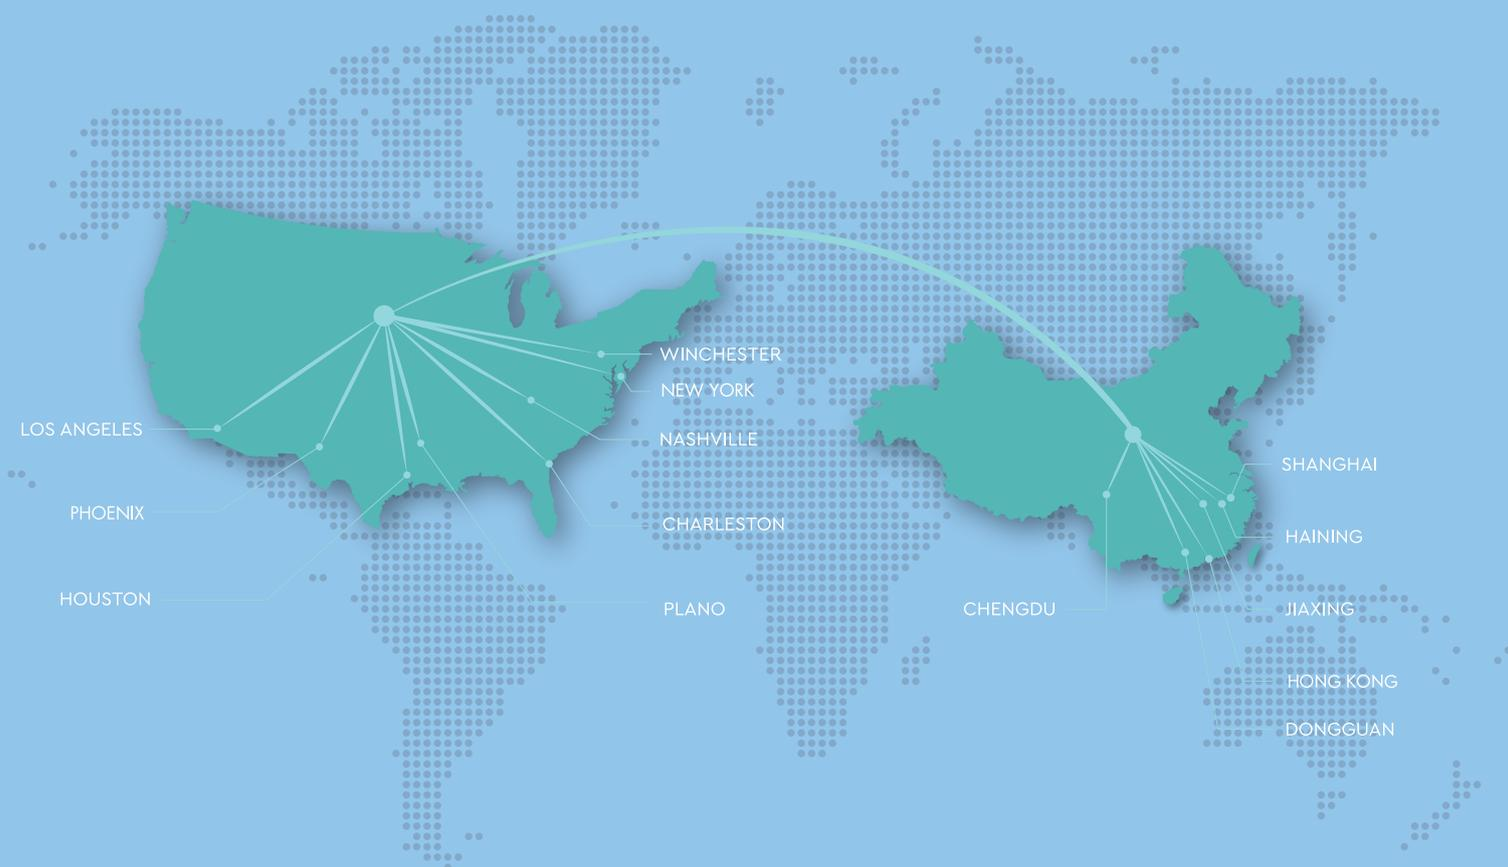 WINCHESTER
NEW YORK
LOS ANGELES
NASHVILLE
SHANGHAI
PHOENIX
CHARLESTON
HAINING
HOUSTON
PLANO
CHENGDU
JIAXING
HONG KONG
DONGGUAN